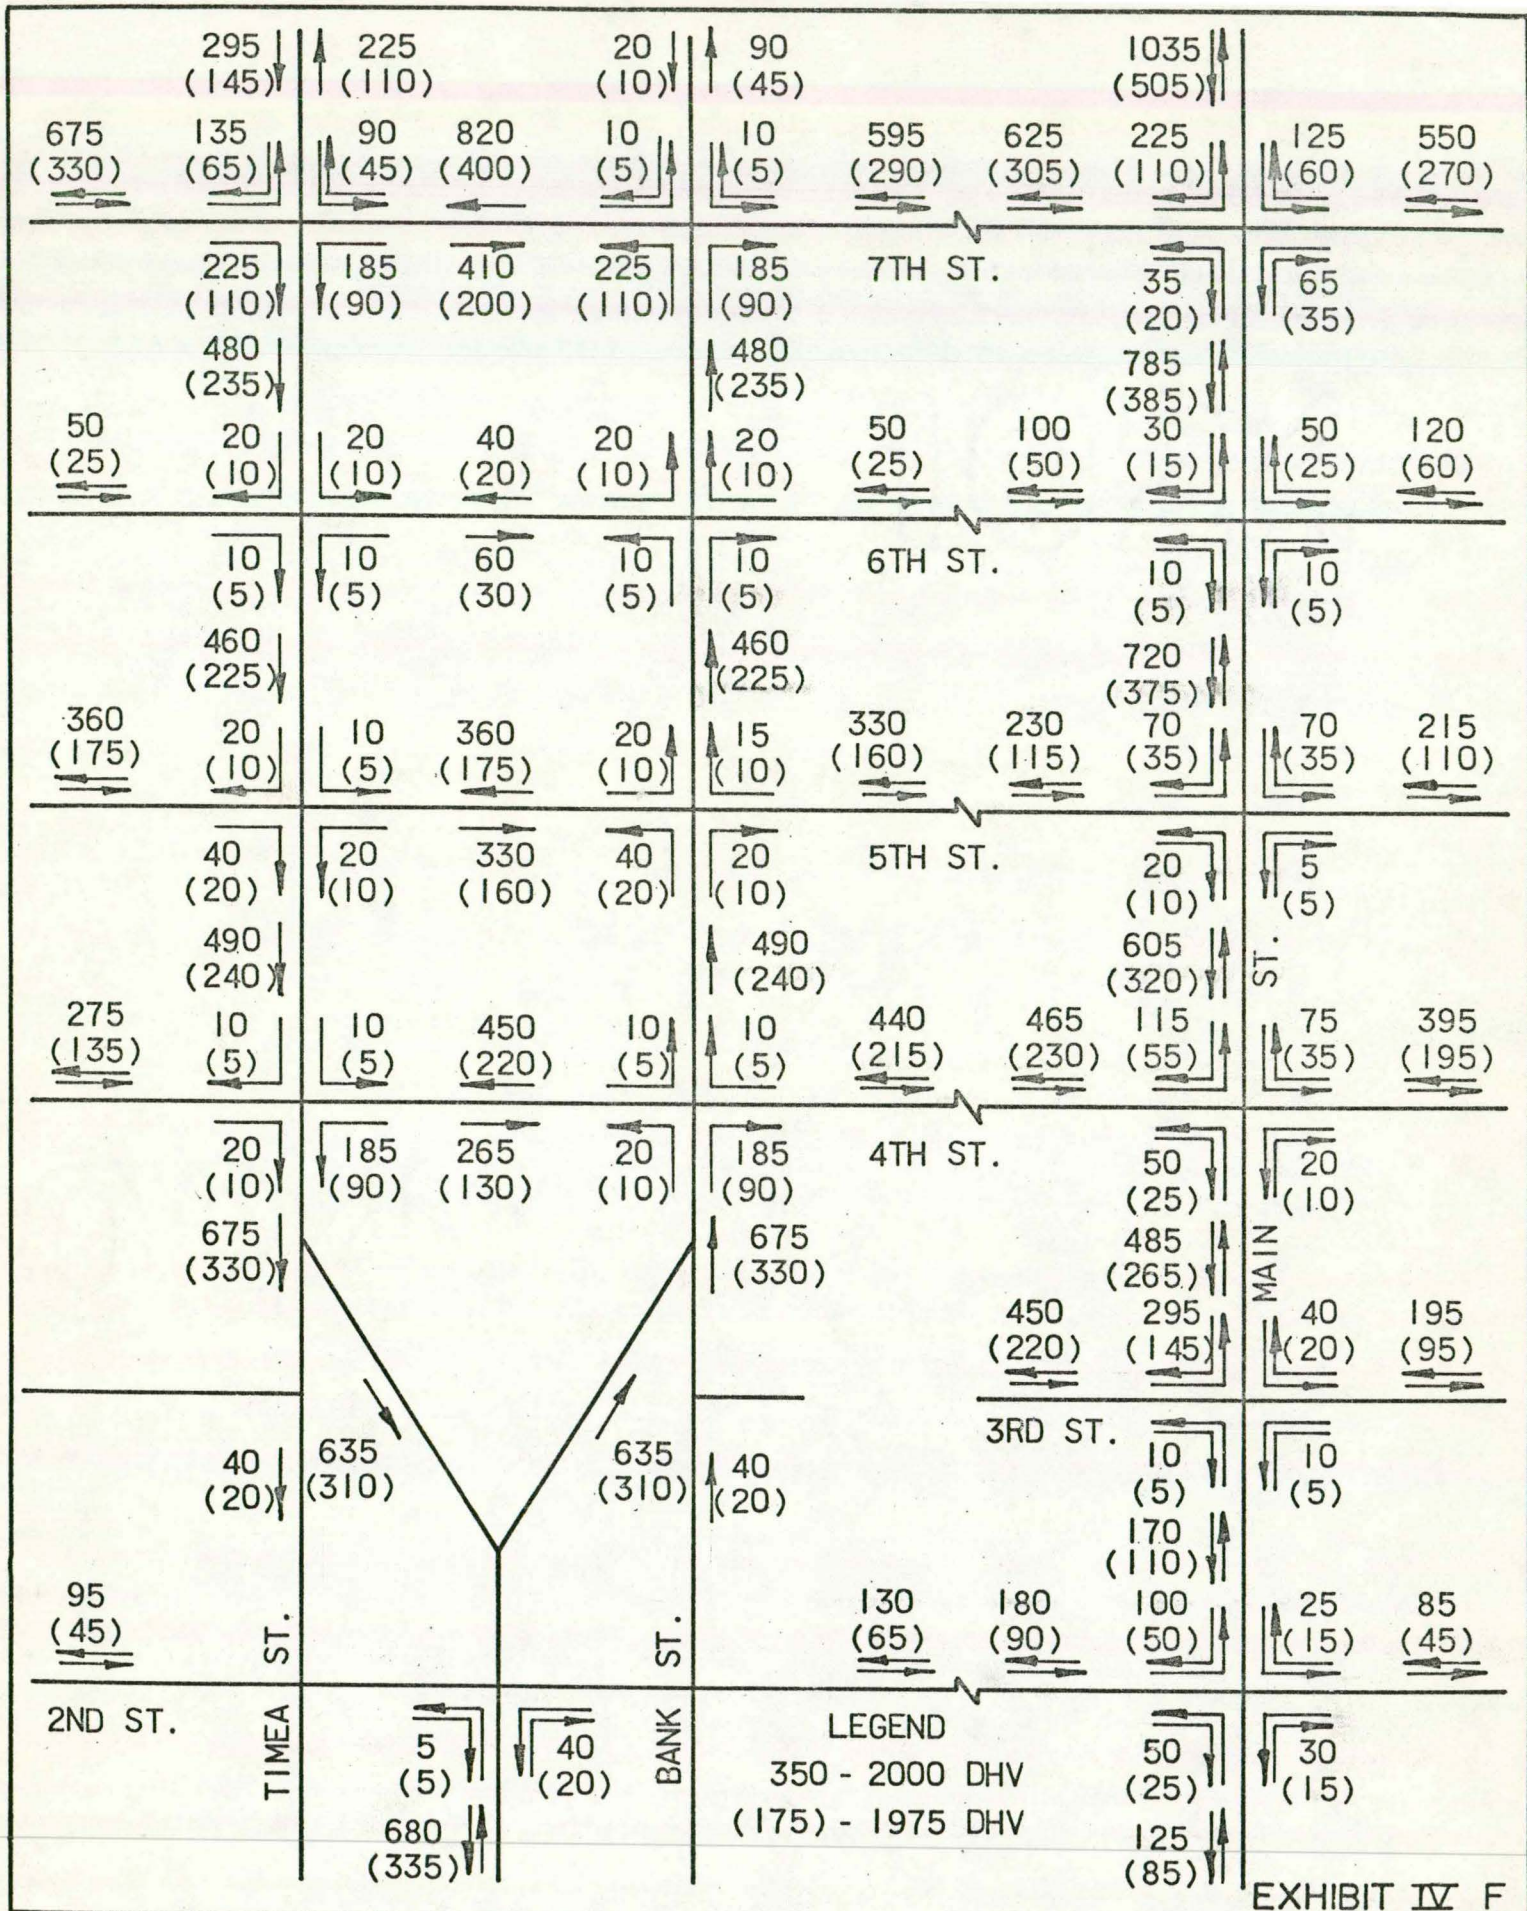 295 225 20 90 1035
(145) (110) (10) (45) (505)
675 135 90 820 10 10 595 625 225 125 550
(330) (65) (45) (400) (5) (5) (290) (305) (110) (60) (270)
225 185 410 225 185 7TH ST. 35 65
(110) (90) (200) (110) (90) (20) (35)
480 480 785
(235) (235) (385)
50 20 20 40 20 20 50 100 30 50 120
(25) (10) (10) (20) (10) (10) (25) (50) (15) (25) (60)
10 10 60 10 10 6TH ST. 10 10
(5) (5) (30) (5) (5) (5) (5)
460 460 720
(225) (225) (375)
360 20 10 360 20 15 330 230 70 70 215
(175) (10) (5) (175) (10) (10) (160) (115) (35) (35) (110)
40 20 330 40 20 5TH ST. 20 5
(20) (10) (160) (20) (10) (10) (5)
490 490 605 ST.
(240) (240) (320)
275 10 10 450 10 10 440 465 115 75 395
(135) (5) (5) (220) (5) (5) (215) (230) (55) (35) (195)
20 185 265 20 185 4TH ST. 50 20
(10) (90) (130) (10) (90) (25) (10)
675 675 485 MAIN
(330) (330) (265)
450 295 40 195
(220) (145) (20) (95)
3RD ST. 10 10
(5) (5)
40 635 635 40
(20) (310) (310) (20)
170
(110)
95 130 180 100 25 85
(45) (65) (90) (50) (15) (45)
2ND ST. TIMEA ST. BANK ST.
5 40 50 30
(5) (20) (25) (15)
680 125
(335) (85)
LEGEND
350 - 2000 DHV
(175) - 1975 DHV
EXHIBIT IV F